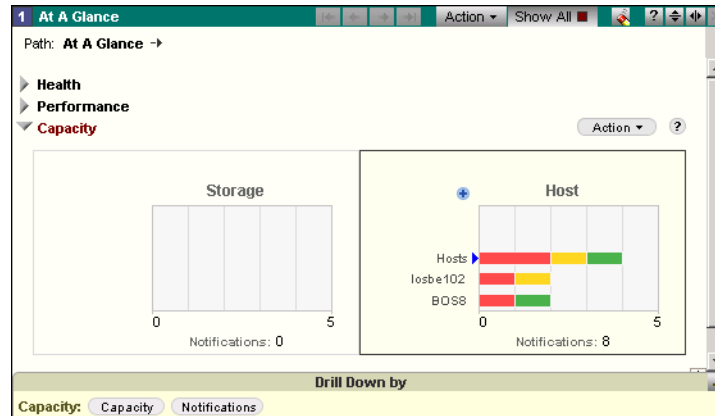 1 At A Glance Action Show All ?
Path: At A Glance
Health
Performance
Capacity Action ?
Storage
0 5
Notifications: 0
Host
Hosts
losbe102
BOS8
0 5
Notifications: 8
Drill Down by
Capacity: Capacity Notifications